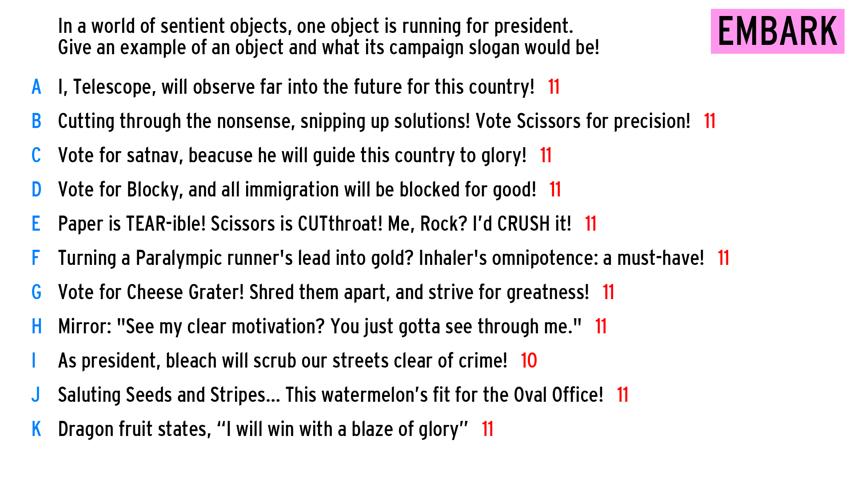 In a world of sentient objects, one object is running for president.
Give an example of an object and what its campaign slogan would be!
EMBARK
A I, Telescope, will observe far into the future for this country! 11
B Cutting through the nonsense, snipping up solutions! Vote Scissors for precision! 11
C Vote for satnav, beacuse he will guide this country to glory! 11
D Vote for Blocky, and all immigration will be blocked for good! 11
E Paper is TEAR-ible! Scissors is CUTthroat! Me, Rock? I'd CRUSH it! 11
F Turning a Paralympic runner's lead into gold? Inhaler's omnipotence: a must-have! 11
G Vote for Cheese Grater! Shred them apart, and strive for greatness! 11
H Mirror: "See my clear motivation? You just gotta see through me." 11
I As president, bleach will scrub our streets clear of crime! 10
J Saluting Seeds and Stripes... This watermelon's fit for the Oval Office! 11
K Dragon fruit states, “I will win with a blaze of glory” 11